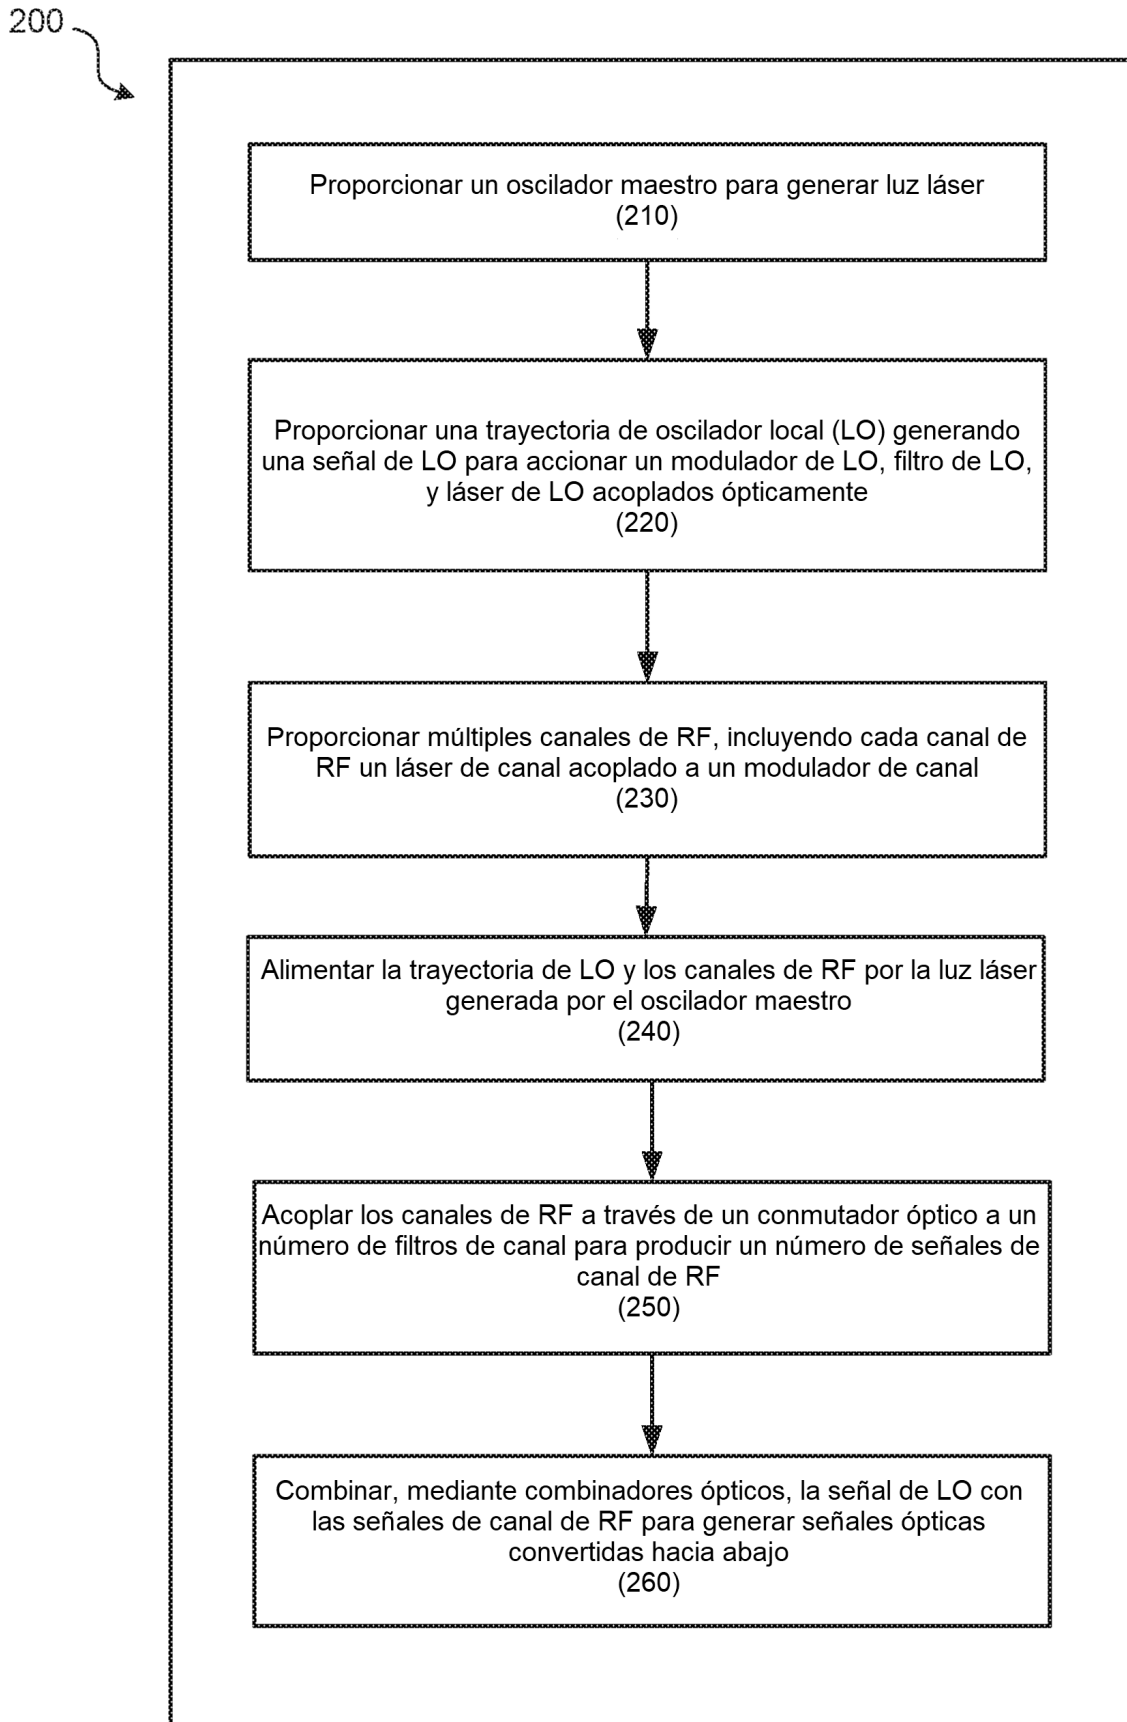 200
Proporcionar un oscilador maestro para generar luz láser
(210)
Proporcionar una trayectoria de oscilador local (LO) generando
una señal de LO para accionar un modulador de LO, filtro de LO,
y láser de LO acoplados ópticamente
(220)
Proporcionar múltiples canales de RF, incluyendo cada canal de
RF un láser de canal acoplado a un modulador de canal
(230)
Alimentar la trayectoria de LO y los canales de RF por la luz láser
generada por el oscilador maestro
(240)
Acoplar los canales de RF a través de un conmutador óptico a un
número de filtros de canal para producir un número de señales de
canal de RF
(250)
Combinar, mediante combinadores ópticos, la señal de LO con
las señales de canal de RF para generar señales ópticas
convertidas hacia abajo
(260)